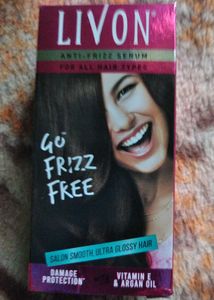 LIVON
ANTI-FRIZZ SERUM
FOR ALL HAIR TYPES
GO
FRIZZ
FREE
SALON SMOOTH, ULTRA GLOSSY HAIR
DAMAGE
PROTECTION*
VITAMIN E
& ARGAN OIL